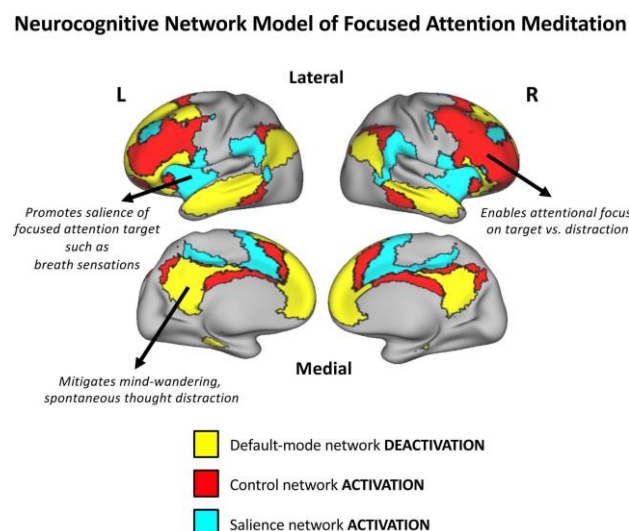 Neurocognitive Network Model of Focused Attention Meditation
Lateral
L
R
Promotes salience of
focused attention target
such as
breath sensations
Enables attentional focus
on target vs. distraction
Medial
Mitigates mind-wandering,
spontaneous thought distraction
Default-mode network DEACTIVATION
Control network ACTIVATION
Salience network ACTIVATION